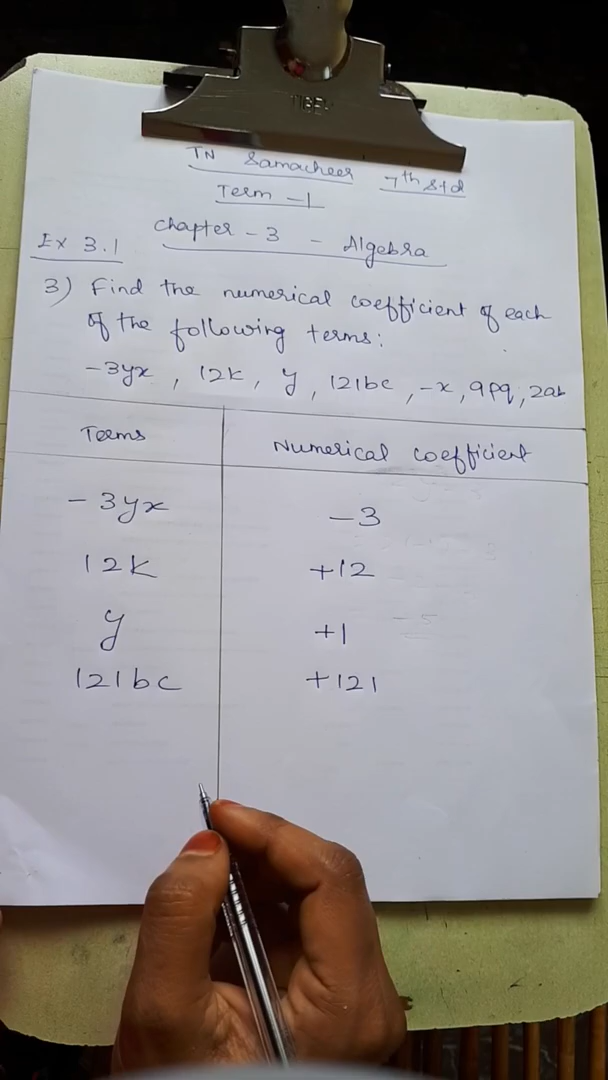 TIGER
TN Samacheer 7th Std
Term - 1
Chapter - 3 - Algebra
Ex 3.1
3) Find the numerical coefficient of each
of the following terms:
-3yx, 12k, y, 121bc, -x, 9pq, 2ab
Terms Numerical coefficient
-3yx -3
12k +12
y +1
121bc +121